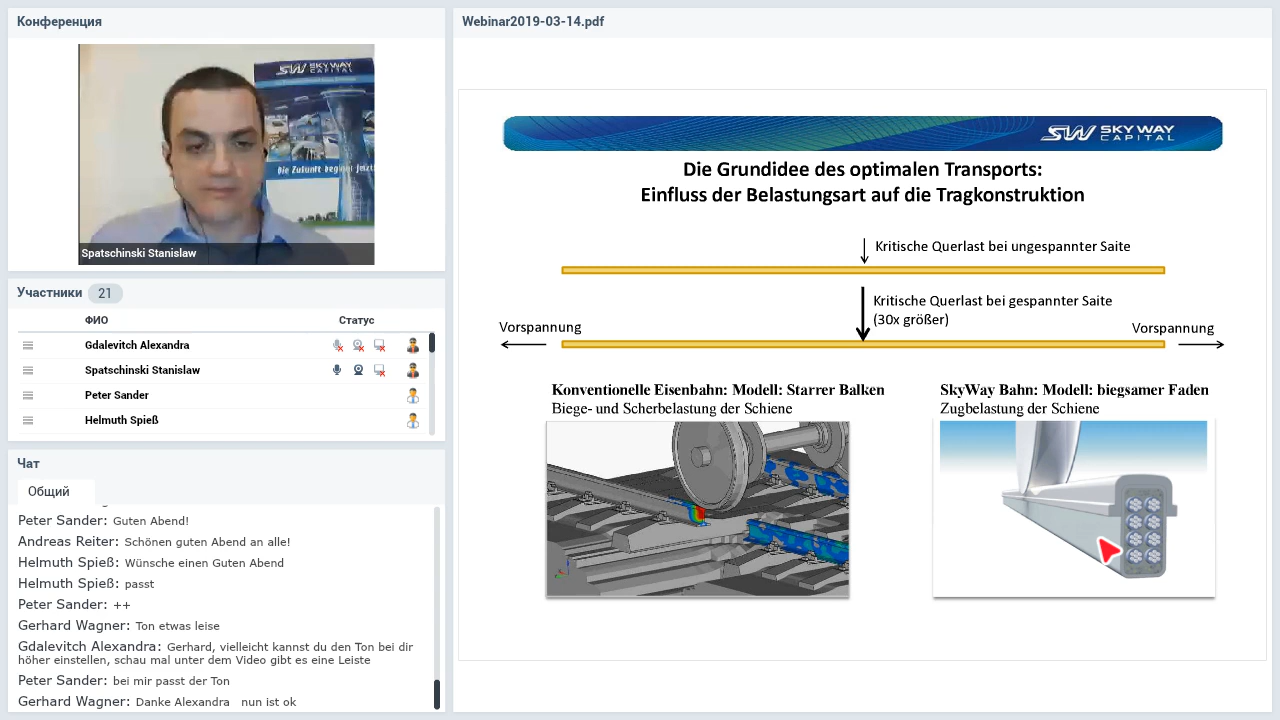 Конференция
SW SKY WAY
CAPITAL
Die Zukunft beginnt jetzt
Spatschinski Stanislaw
Участники 21
ФИО Статус
Gdalevitch Alexandra
Spatschinski Stanislaw
Peter Sander
Helmuth Spieß
Чат
Общий
Peter Sander: Guten Abend!
Andreas Reiter: Schönen guten Abend an alle!
Helmuth Spieß: Wünsche einen Guten Abend
Helmuth Spieß: passt
Peter Sander: ++
Gerhard Wagner: Ton etwas leise
Gdalevitch Alexandra: Gerhard, vielleicht kannst du den Ton bei dir
höher einstellen, schau mal unter dem Video gibt es eine Leiste
Peter Sander: bei mir passt der Ton
Gerhard Wagner: Danke Alexandra nun ist ok
Webinar2019-03-14.pdf
SW SKY WAY
CAPITAL
Die Grundidee des optimalen Transports:
Einfluss der Belastungsart auf die Tragkonstruktion
Kritische Querlast bei ungespannter Saite
Kritische Querlast bei gespannter Saite
(30x größer)
Vorspannung Vorspannung
Konventionelle Eisenbahn: Modell: Starrer Balken
Biege- und Scherbelastung der Schiene
SkyWay Bahn: Modell: biegsamer Faden
Zugbelastung der Schiene